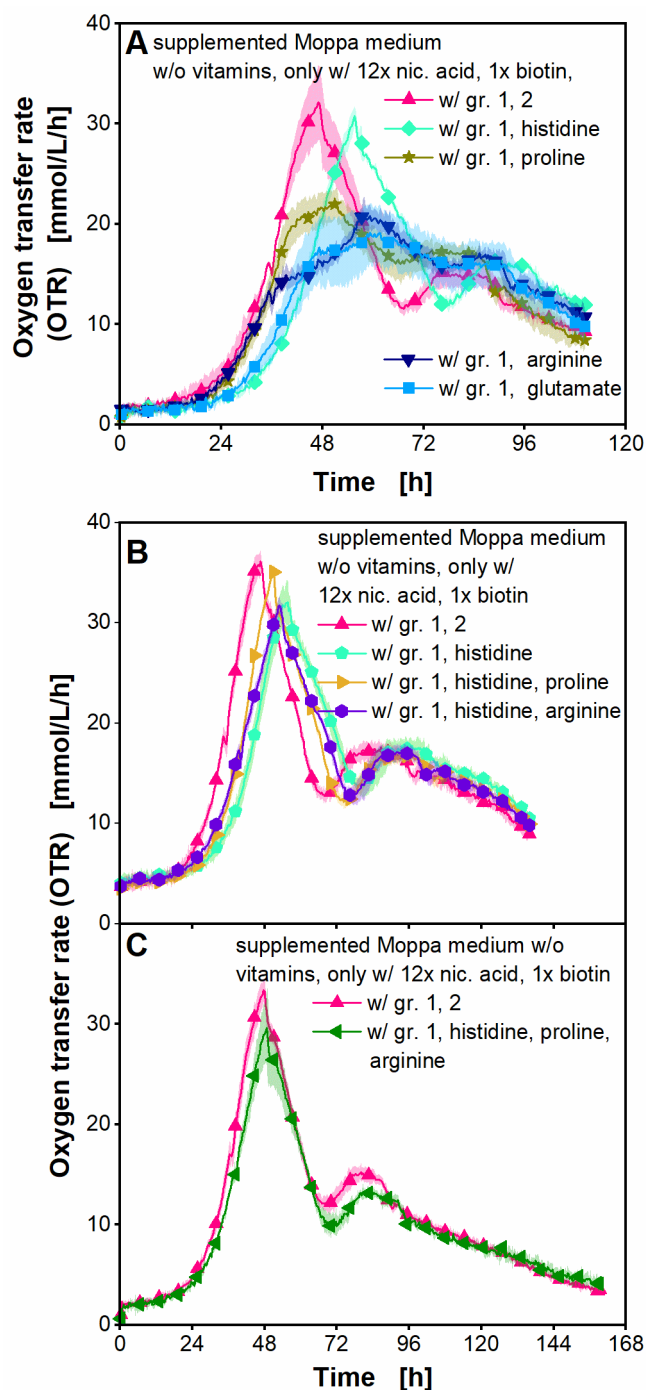 A
supplemented Moppa medium
w/o vitamins, only w/ 12x nic. acid, 1x biotin,
w/ gr. 1, 2
w/ gr. 1, histidine
w/ gr. 1, proline
w/ gr. 1, arginine
w/ gr. 1, glutamate
Oxygen transfer rate
(OTR) [mmol/L/h]
40
30
20
10
0
0 24 48 72 96 120
Time [h]
B
supplemented Moppa medium
w/o vitamins, only w/
12x nic. acid, 1x biotin
w/ gr. 1, 2
w/ gr. 1, histidine
w/ gr. 1, histidine, proline
w/ gr. 1, histidine, arginine
40
30
20
10
0
Oxygen transfer rate (OTR) [mmol/L/h]
C
supplemented Moppa medium w/o
vitamins, only w/ 12x nic. acid, 1x biotin
w/ gr. 1, 2
w/ gr. 1, histidine, proline,
arginine
30
20
10
0
0 24 48 72 96 120 144 168
Time [h]